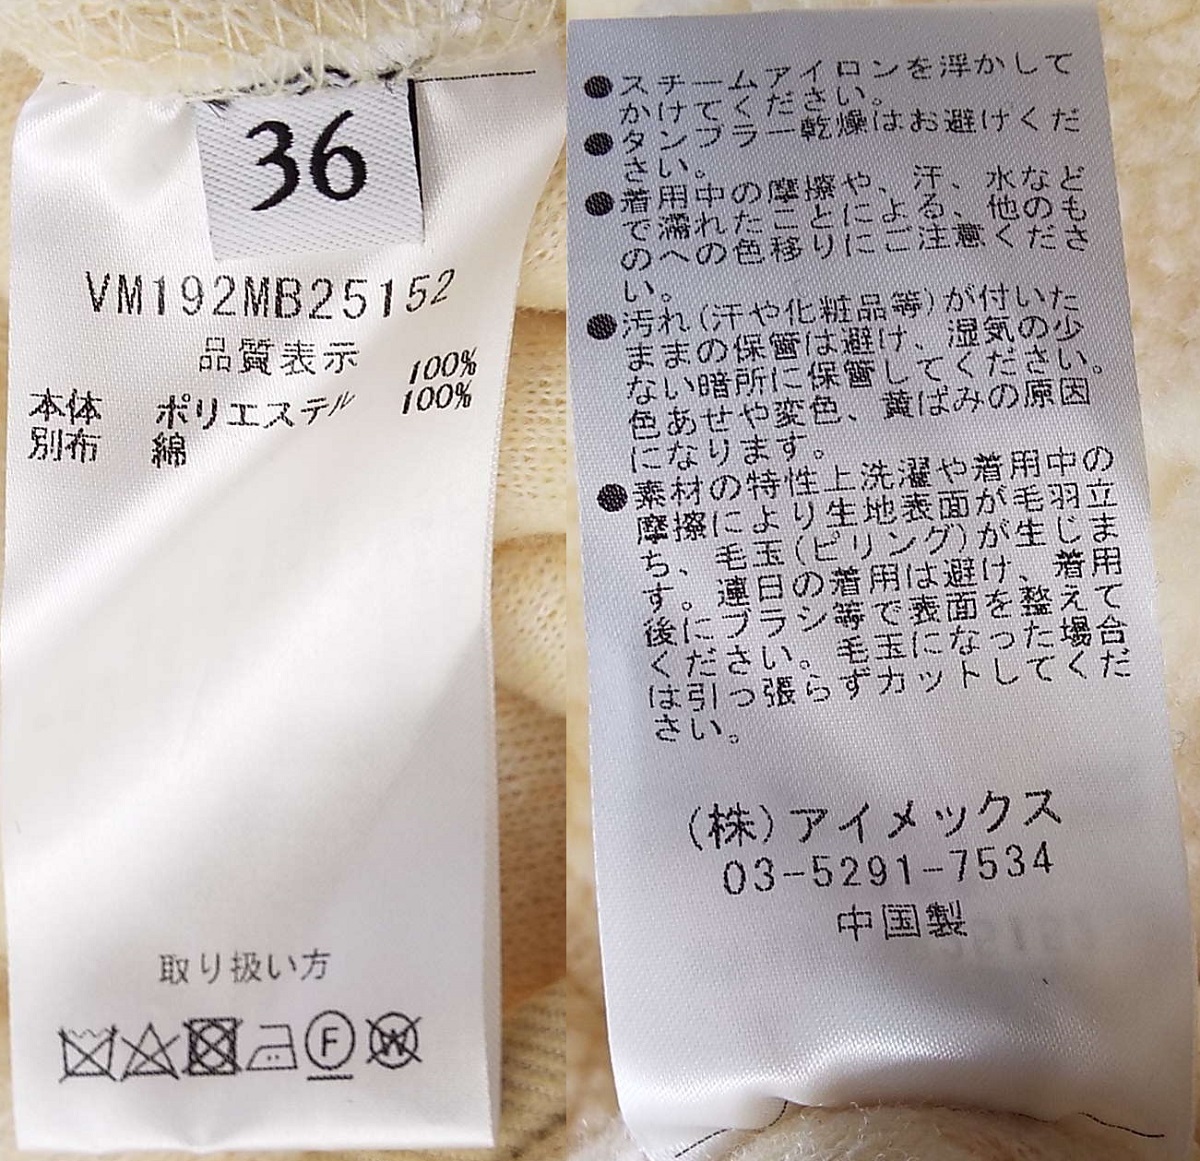 36
VM192MB25152
品質表示
本体 ポリエステル 100%
別布 綿 100%
取り扱い方
F
W
●スチームアイロンを浮かして
かけてください。
●タンブラー乾燥はお避けくだ
さい。
●着用中の摩擦や、汗、水など
で濡れたことによる、他のも
のへの色移りにご注意くださ
い。
●汚れ(汗や化粧品等)が付いた
ままの保管は避け、湿気の少
ない暗所に保管してください。
色あせや変色、黄ばみの原因
になります。
●素材の特性上洗濯や着用中の
摩擦により生地表面が毛羽立
ち、毛玉(ピリング)が生じま
す。連日の着用は避け、着用
後にブラシ等で表面を整えて
ください。毛玉になった場合
は引っ張らずカットしてくだ
さい。
(株)アイメックス
03-5291-7534
中国製